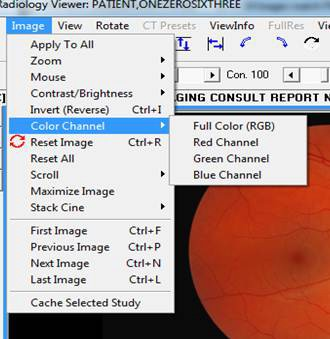 Radiology Viewer: PATIENT,ONEZEROSIXTHREE
Image View Rotate CT Presets ViewInfo FullRes Image
Apply To All
Zoom
Mouse
Contrast/Brightness
Invert (Reverse) Ctrl+I
Color Channel
Reset Image Ctrl+R
Reset All
Scroll
Maximize Image
Stack Cine
First Image Ctrl+F
Previous Image Ctrl+P
Next Image Ctrl+N
Last Image Ctrl+L
Cache Selected Study
Con. 100
GING CONSULT REPORT N
Full Color (RGB)
Red Channel
Green Channel
Blue Channel